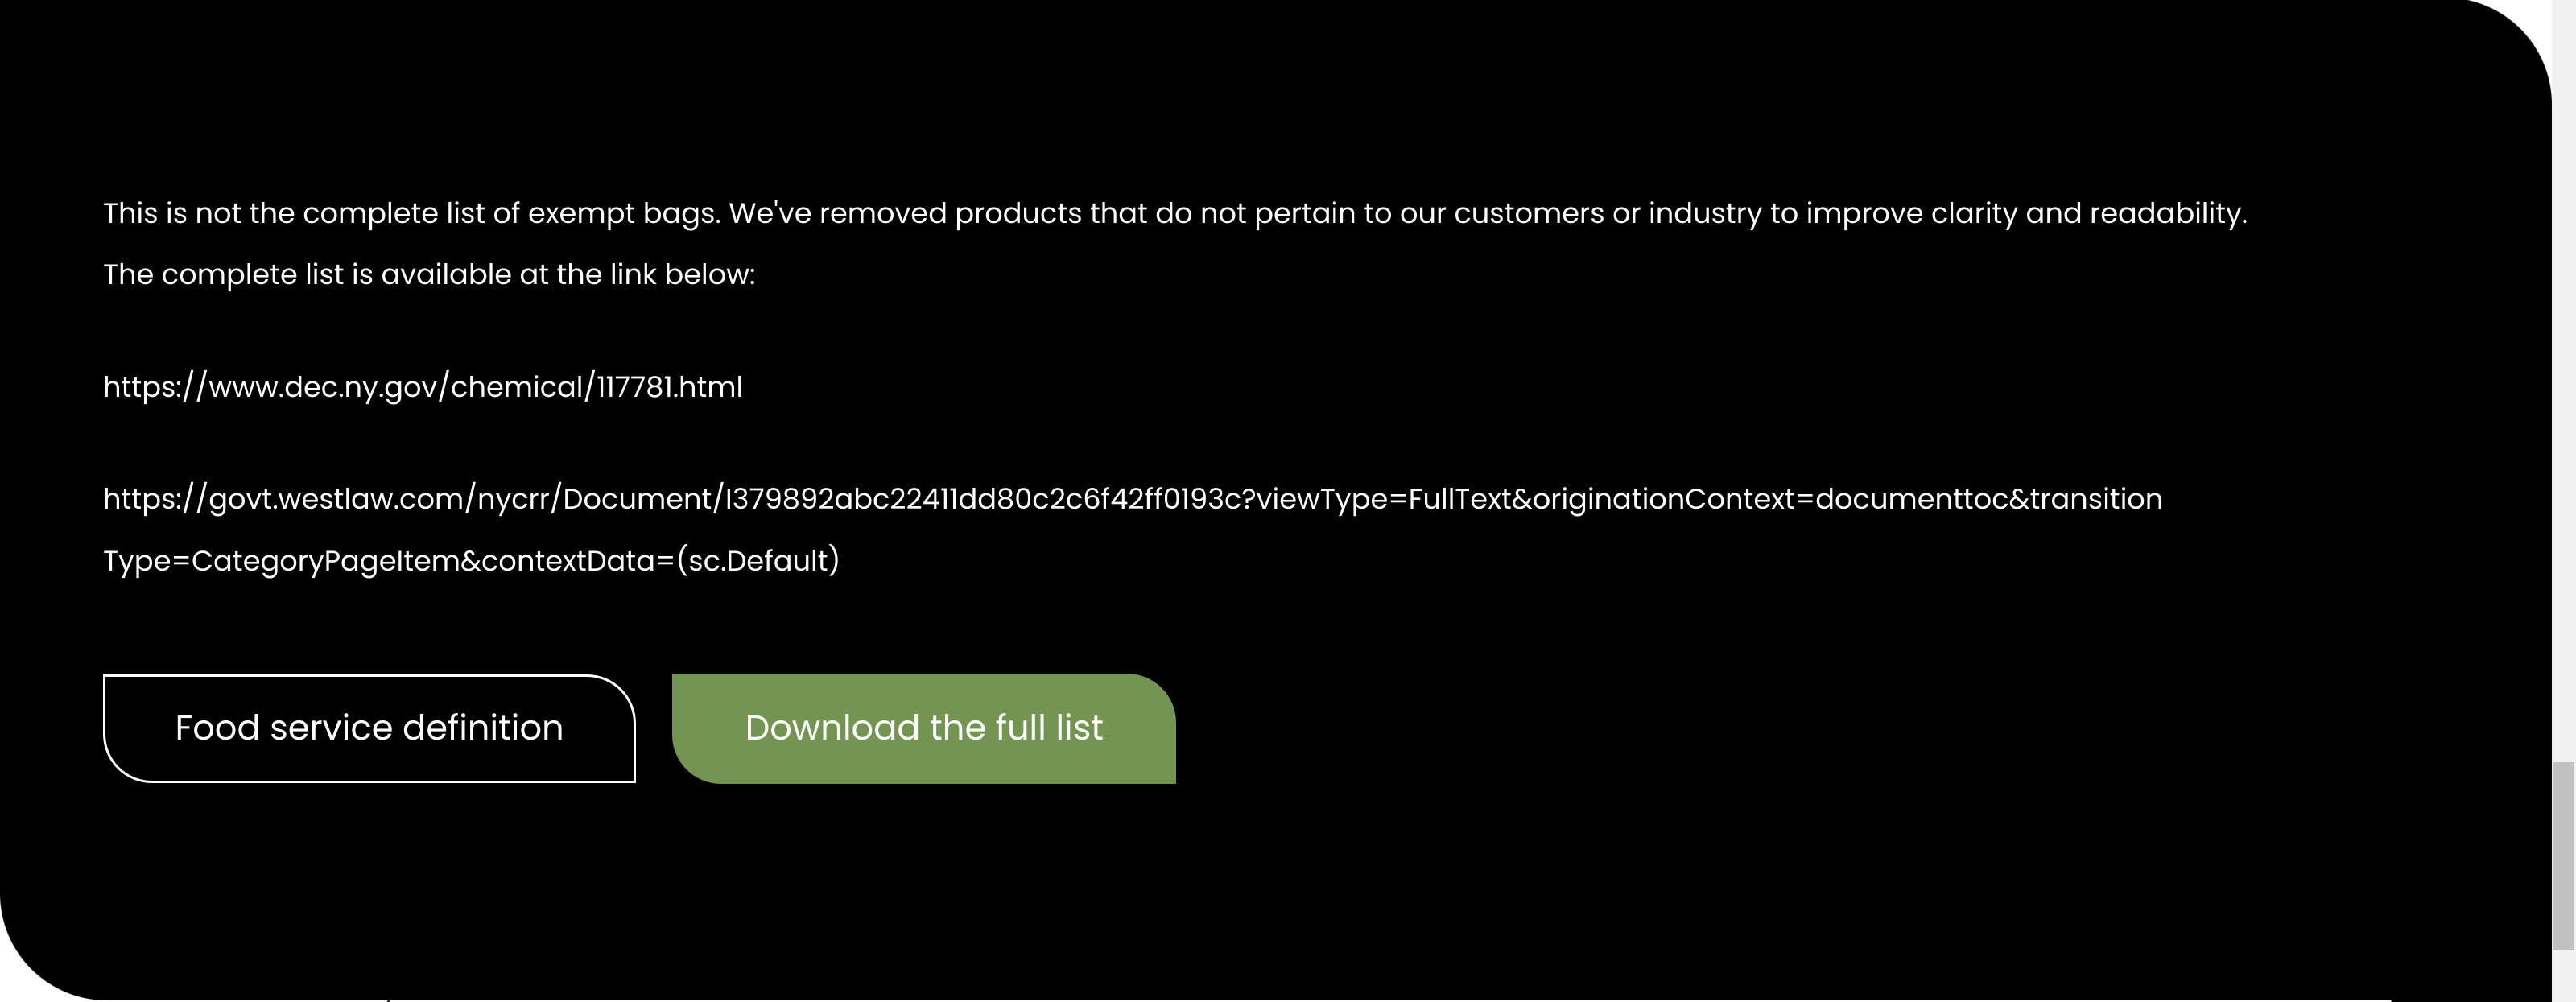 This is not the complete list of exempt bags. We've removed products that do not pertain to our customers or industry to improve clarity and readability.
The complete list is available at the link below:
https://www.dec.ny.gov/chemical/117781.html
https://govt.westlaw.com/nycrr/Document/I379892abc22411dd80c2c6f42ff0193c?viewType=FullText&originationContext=documenttoc&transition
Type=CategoryPageItem&contextData=(sc.Default)
Food service definition
Download the full list